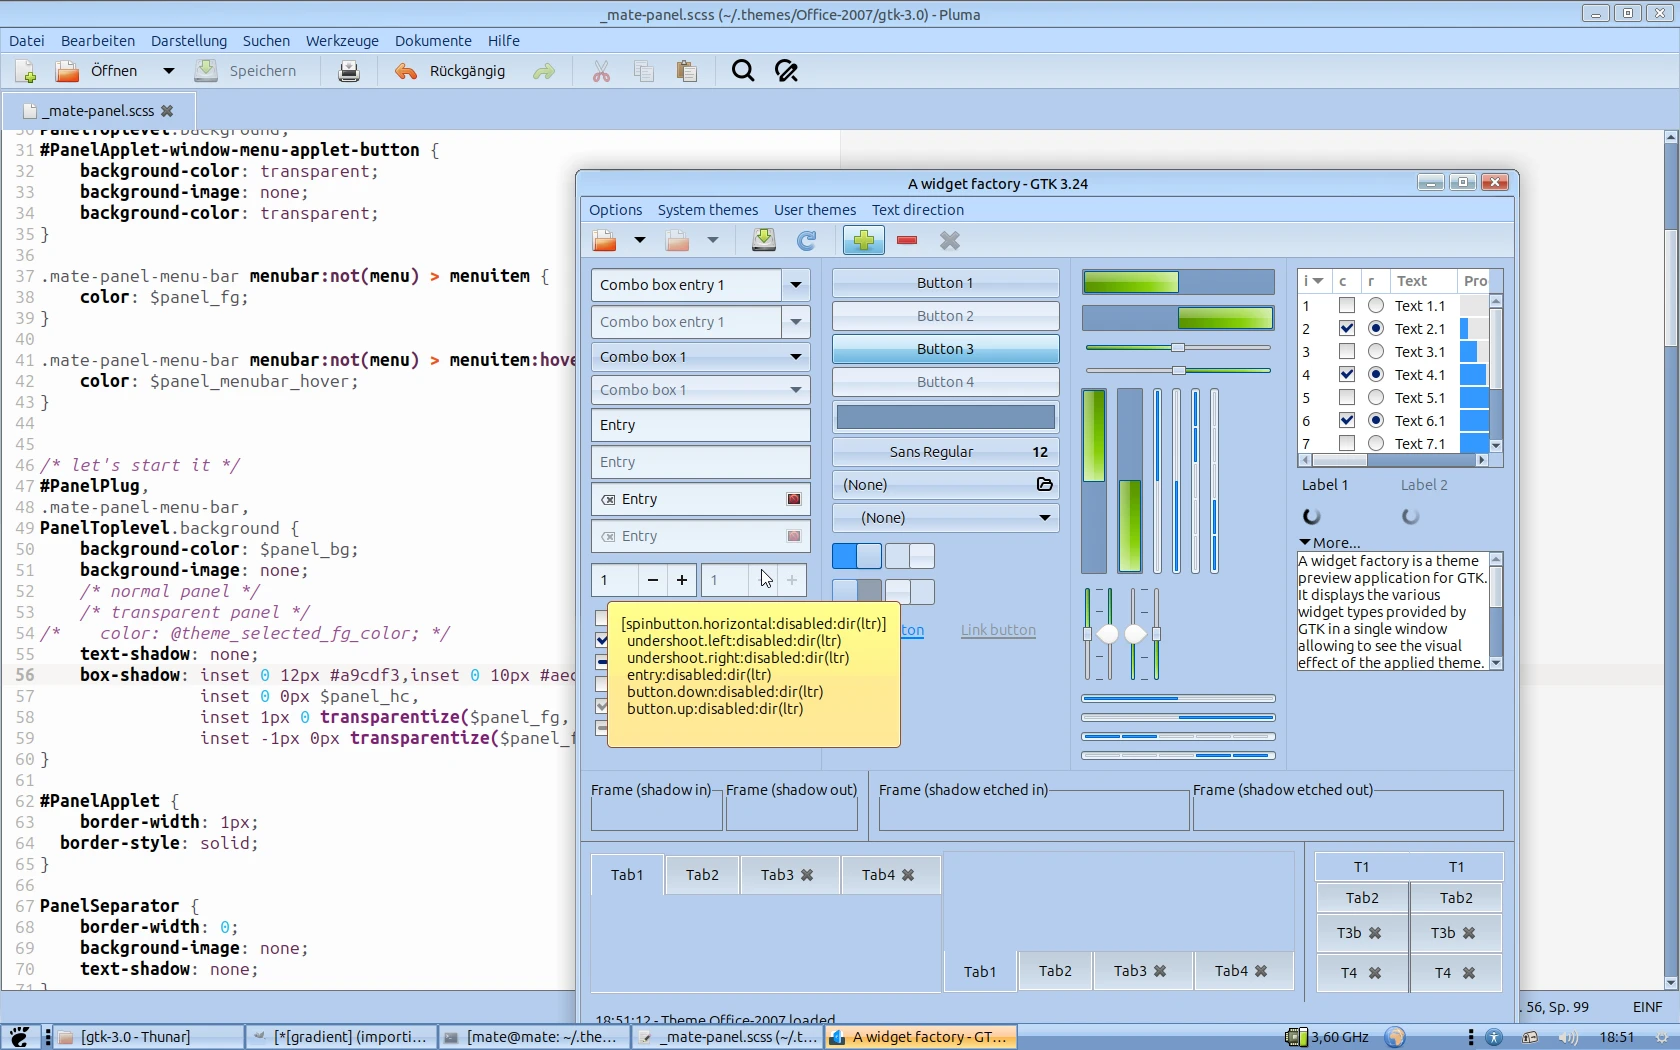 _mate-panel.scss (~/.themes/Office-2007/gtk-3.0) - Pluma
Datei Bearbeiten Darstellung Suchen Werkzeuge Dokumente Hilfe
Öffnen Speichern Rückgängig
_mate-panel.scss
30 PanelToplevel.background,
31 #PanelApplet-window-menu-applet-button {
32 background-color: transparent;
33 background-image: none;
34 background-color: transparent;
35 }
36
37 .mate-panel-menu-bar menubar:not(menu) > menuitem {
38 color: $panel_fg;
39 }
40
41 .mate-panel-menu-bar menubar:not(menu) > menuitem:hove
42 color: $panel_menubar_hover;
43 }
44
45
46 /* let's start it */
47 #PanelPlug,
48 .mate-panel-menu-bar,
49 PanelToplevel.background {
50 background-color: $panel_bg;
51 background-image: none;
52 /* normal panel */
53 /* transparent panel */
54 /* color: @theme_selected_fg_color; */
55 text-shadow: none;
56 box-shadow: inset 0 12px #a9cdf3,inset 0 10px #aec
57 inset 0 0px $panel_hc,
58 inset 1px 0 transparentize($panel_fg,
59 inset -1px 0px transparentize($panel_f
60 }
61
62 #PanelApplet {
63 border-width: 1px;
64 border-style: solid;
65 }
66
67 PanelSeparator {
68 border-width: 0;
69 background-image: none;
70 text-shadow: none;
71 }
A widget factory - GTK 3.24
Options System themes User themes Text direction
Combo box entry 1
Combo box entry 1
Combo box 1
Combo box 1
Entry
Entry
Entry
Entry
1 − + 1 +
[spinbutton.horizontal:disabled:dir(ltr)]
undershoot.left:disabled:dir(ltr)
undershoot.right:disabled:dir(ltr)
entry:disabled:dir(ltr)
button.down:disabled:dir(ltr)
button.up:disabled:dir(ltr)
Button 1
Button 2
Button 3
Button 4
Sans Regular 12
(None)
(None)
ton Link button
i c r Text Pro
1 Text 1.1
2 Text 2.1
3 Text 3.1
4 Text 4.1
5 Text 5.1
6 Text 6.1
7 Text 7.1
Label 1 Label 2
More...
A widget factory is a theme
preview application for GTK.
It displays the various
widget types provided by
GTK in a single window
allowing to see the visual
effect of the applied theme.
Frame (shadow in) Frame (shadow out) Frame (shadow etched in) Frame (shadow etched out)
Tab1 Tab2 Tab3 Tab4
Tab1 Tab2 Tab3 Tab4
T1 T1
Tab2 Tab2
T3b T3b
T4 T4
18:51:12 - Theme Office-2007 loaded
. 56, Sp. 99 EINF
[gtk-3.0 - Thunar] [*[gradient] (importi... [mate@mate: ~/.the... _mate-panel.scss (~/.t... A widget factory - GT... 3,60 GHz 18:51